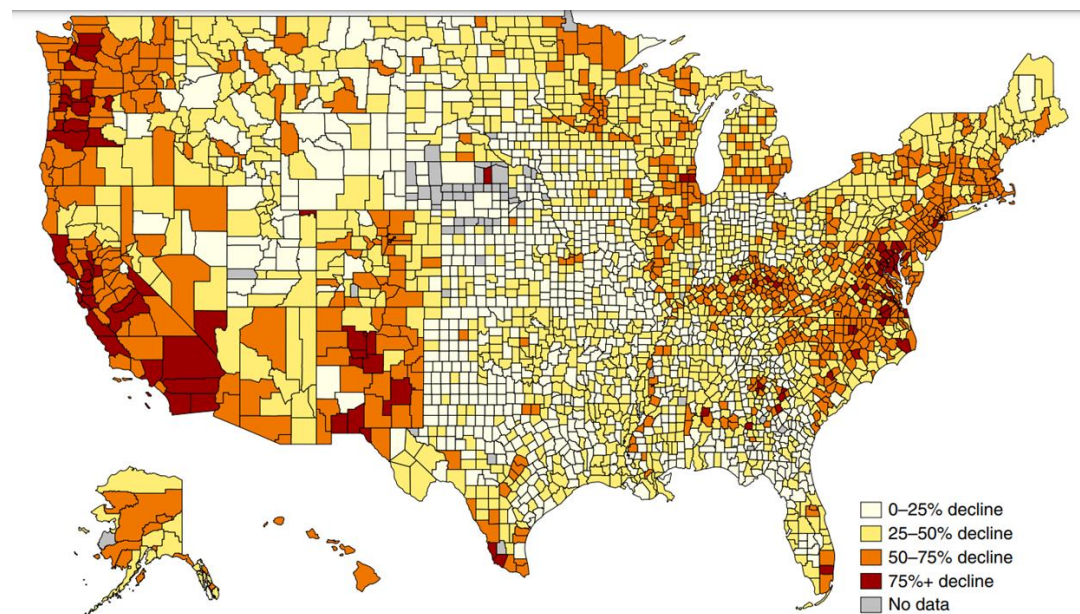 0–25% decline
25–50% decline
50–75% decline
75%+ decline
No data